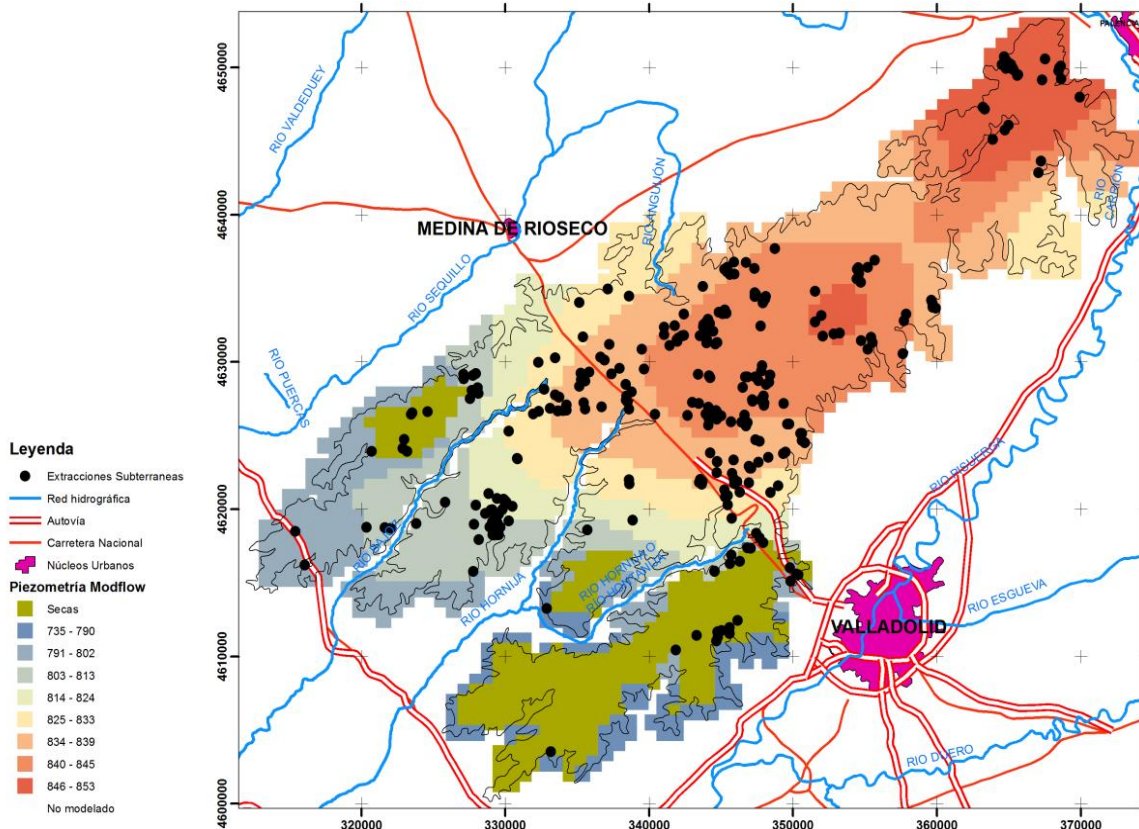 PALENCIA
4650000
RIO VALDEDUEY
RIO ANGUIJÓN
RIO CARRIÓN
4640000
MEDINA DE RIOSECO
RIO SEQUILLO
4630000
RIO PUERCAS
RIO PISUERGA
4620000
RIO HORNIJA
RIO HORNIJO
RIO ESGUEVA
VALLADOLID
4610000
RIO DUERO
4600000
320000
330000
340000
350000
360000
370000
Leyenda
Extracciones Subterraneas
Red hidrográfica
Autovía
Carretera Nacional
Núcleos Urbanos
Piezometría Modflow
Secas
735 - 790
791 - 802
803 - 813
814 - 824
825 - 833
834 - 839
840 - 845
846 - 853
No modelado